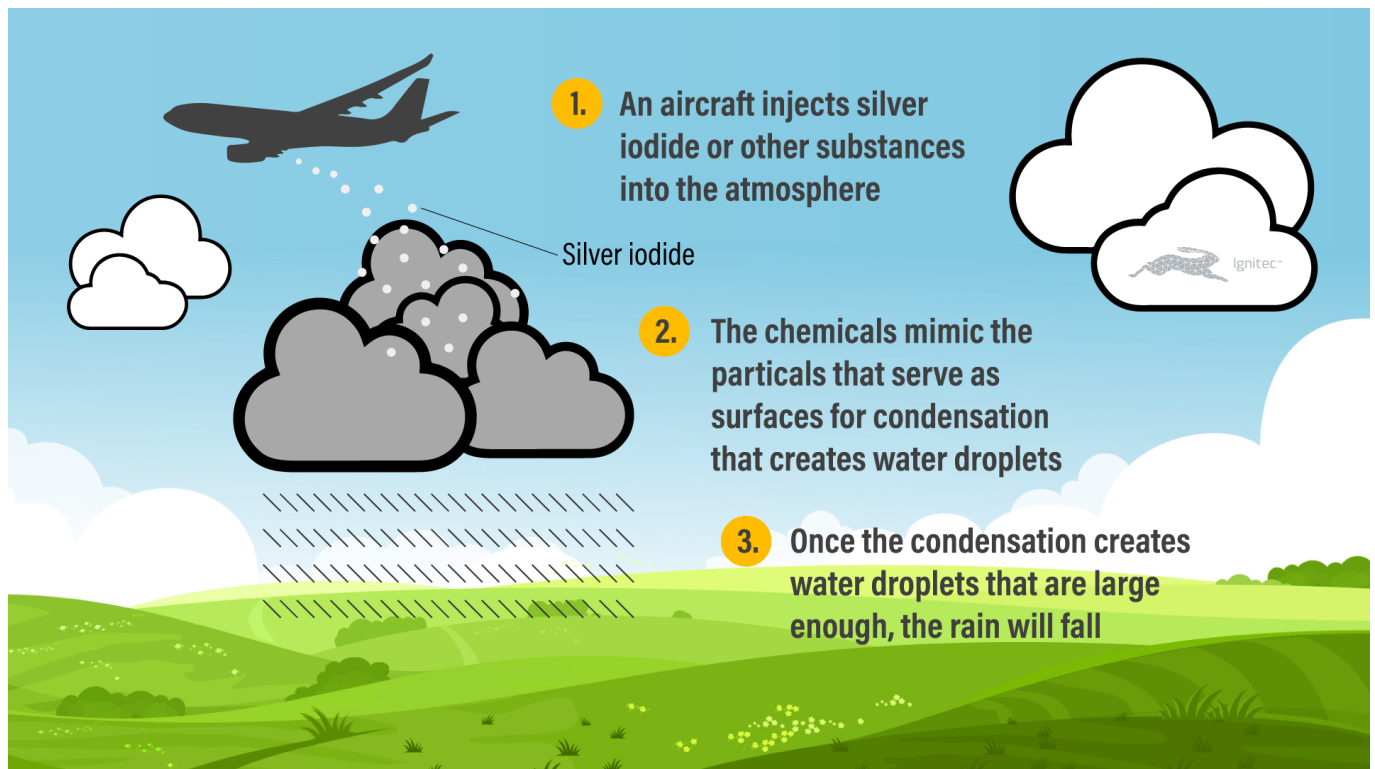 1. An aircraft injects silver
iodide or other substances
into the atmosphere
Silver iodide
Ignitec™
2. The chemicals mimic the
particals that serve as
surfaces for condensation
that creates water droplets
3. Once the condensation creates
water droplets that are large
enough, the rain will fall